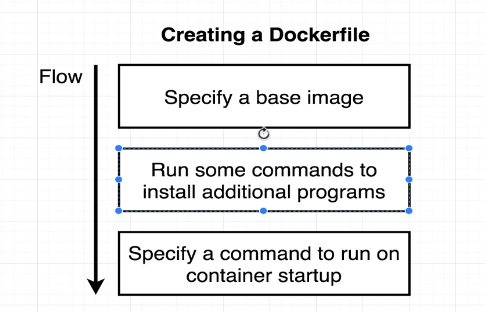 Creating a Dockerfile
Flow
Specify a base image
Run some commands to
install additional programs
Specify a command to run on
container startup